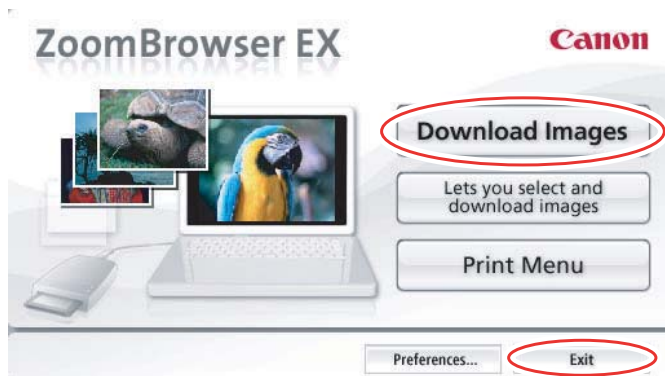 ZoomBrowser EX
Canon
Download Images
Lets you select and
download images
Print Menu
Preferences...
Exit